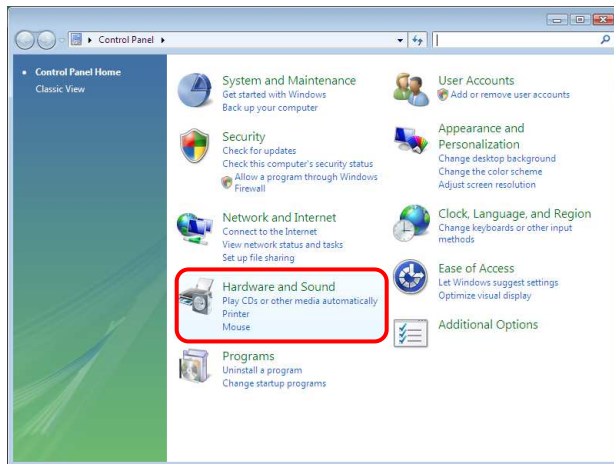 Control Panel
Control Panel Home
Classic View
System and Maintenance
Get started with Windows
Back up your computer
Security
Check for updates
Check this computer's security status
Allow a program through Windows
Firewall
Network and Internet
Connect to the Internet
View network status and tasks
Set up file sharing
Hardware and Sound
Play CDs or other media automatically
Printer
Mouse
Programs
Uninstall a program
Change startup programs
User Accounts
Add or remove user accounts
Appearance and
Personalization
Change desktop background
Change the color scheme
Adjust screen resolution
Clock, Language, and Region
Change keyboards or other input
methods
Ease of Access
Let Windows suggest settings
Optimize visual display
Additional Options